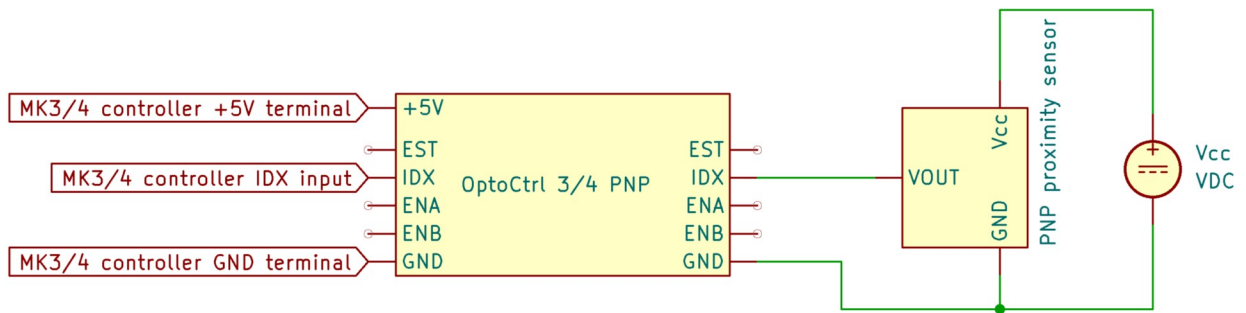 MK3/4 controller +5V terminal
MK3/4 controller IDX input
MK3/4 controller GND terminal
+5V
EST
IDX
ENA
ENB
GND
OptoCtrl 3/4 PNP
EST
IDX
ENA
ENB
GND
VOUT
Vcc
GND
PNP proximity sensor
+
Vcc
VDC